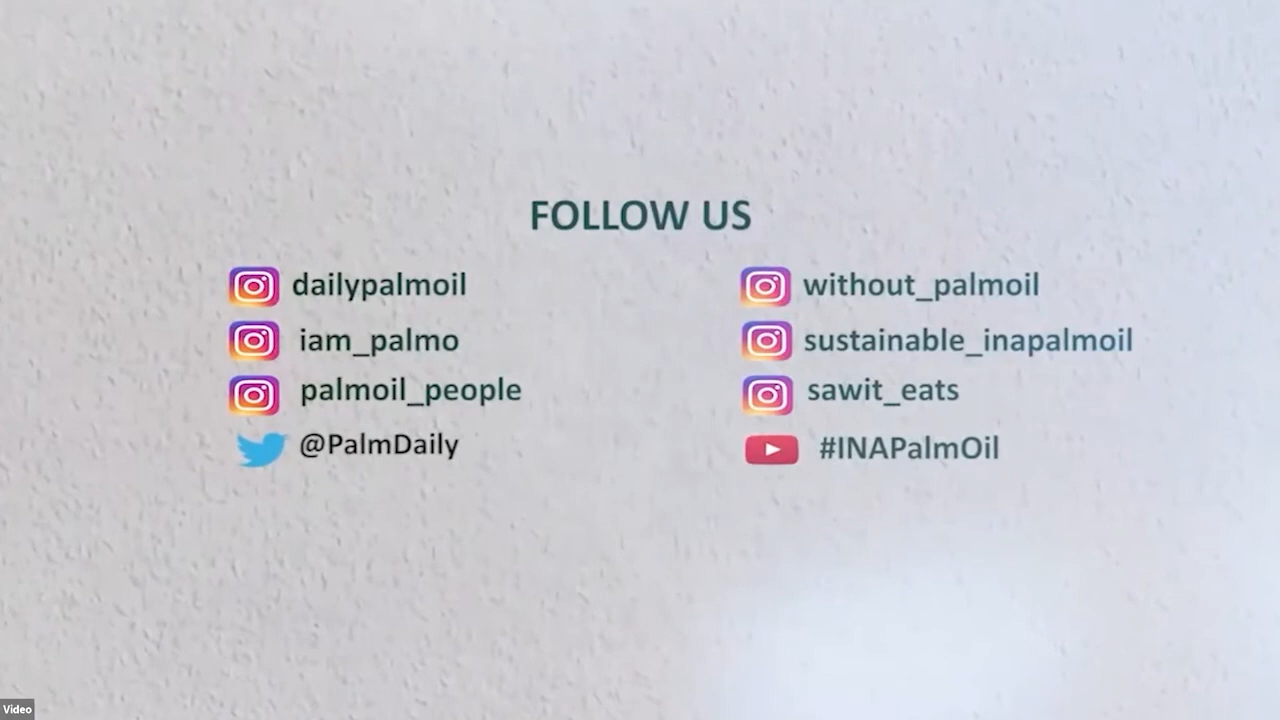 FOLLOW US
dailypalmoil
iam_palmo
palmoil_people
@PalmDaily
without_palmoil
sustainable_inapalmoil
sawit_eats
#INAPalmOil
Video